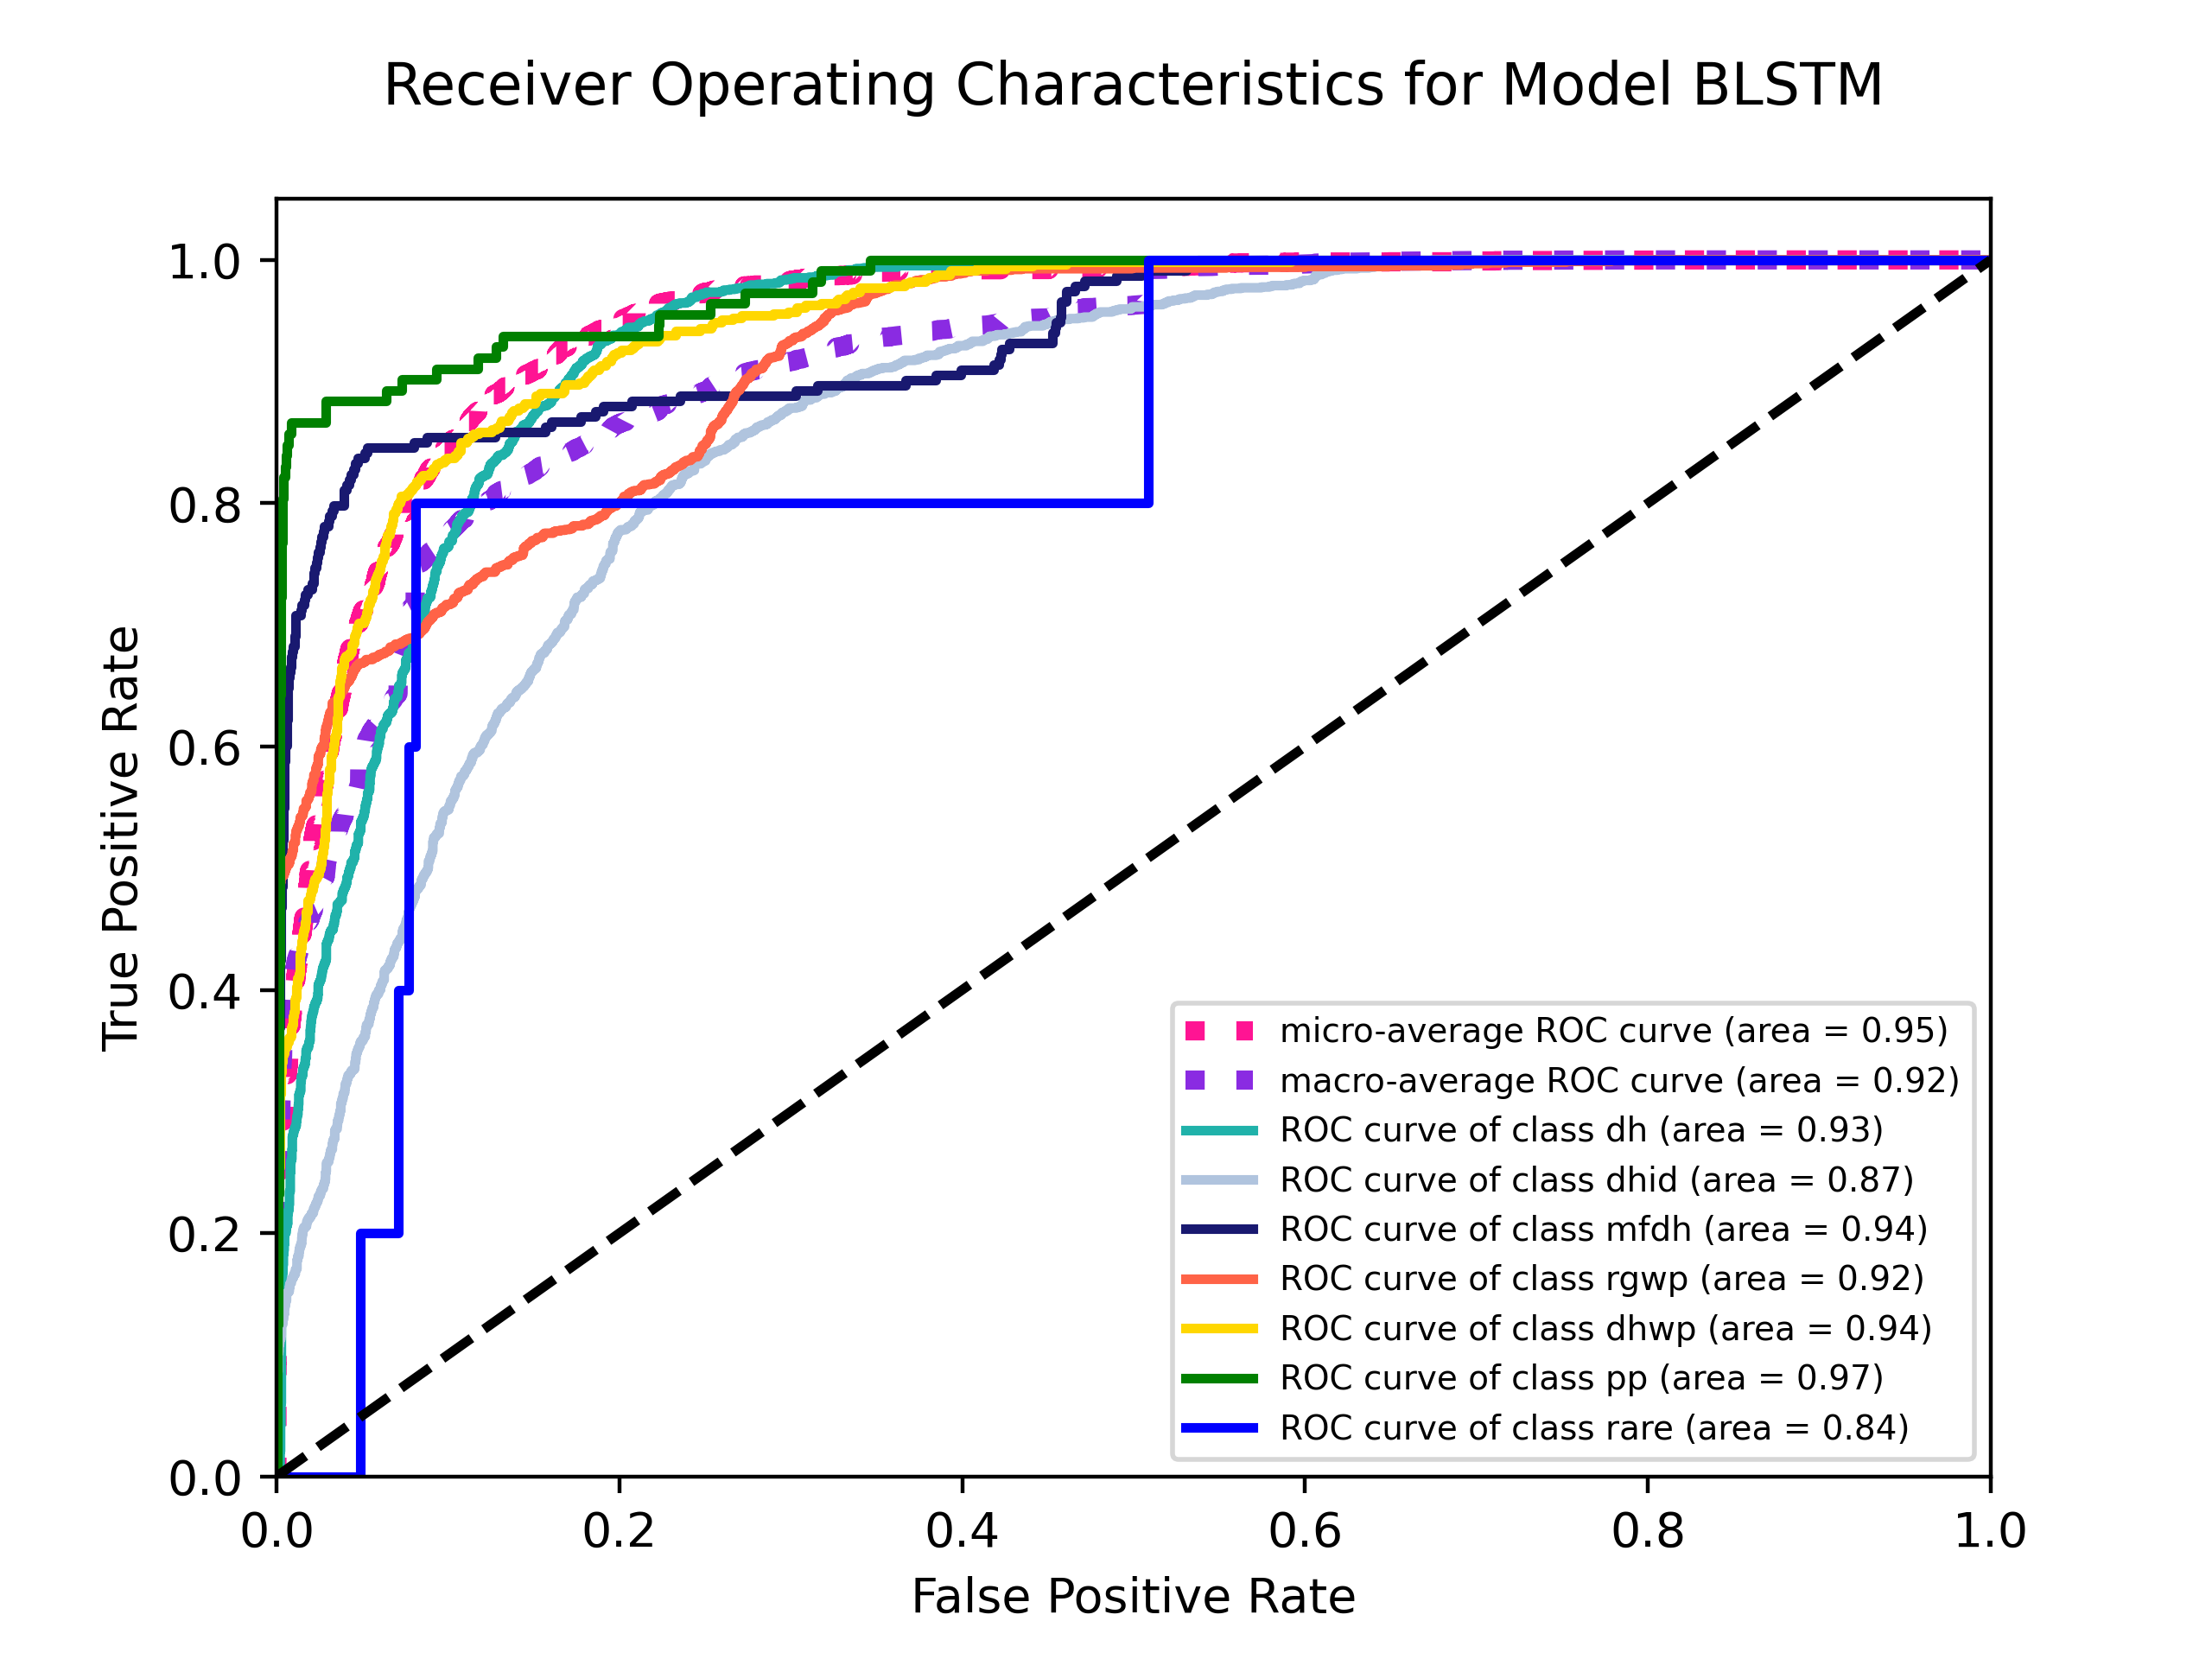 Receiver Operating Characteristics for Model BLSTM
True Positive Rate
1.0
0.8
0.6
0.4
0.2
0.0
micro-average ROC curve (area = 0.95)
macro-average ROC curve (area = 0.92)
ROC curve of class dh (area = 0.93)
ROC curve of class dhid (area = 0.87)
ROC curve of class mfdh (area = 0.94)
ROC curve of class rgwp (area = 0.92)
ROC curve of class dhwp (area = 0.94)
ROC curve of class pp (area = 0.97)
ROC curve of class rare (area = 0.84)
0.0 0.2 0.4 0.6 0.8 1.0
False Positive Rate